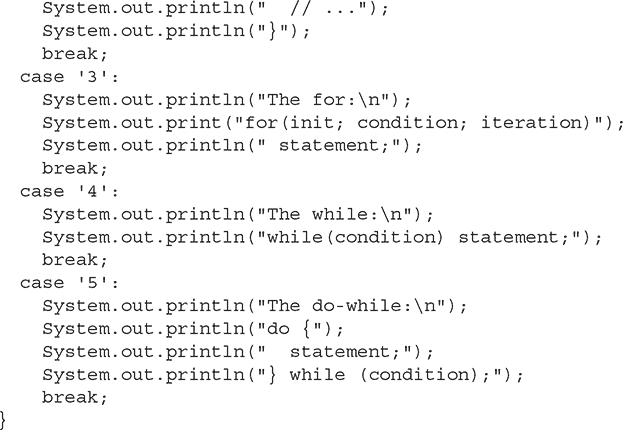 System.out.println("  // ...");
    System.out.println("}");
    break;
  case '3':
    System.out.println("The for:\n");
    System.out.print("for(init; condition; iteration)");
    System.out.println(" statement;");
    break;
  case '4':
    System.out.println("The while:\n");
    System.out.println("while(condition) statement;");
    break;
  case '5':
    System.out.println("The do-while:\n");
    System.out.println("do {");
    System.out.println("  statement;");
    System.out.println("} while (condition);");
    break;
}